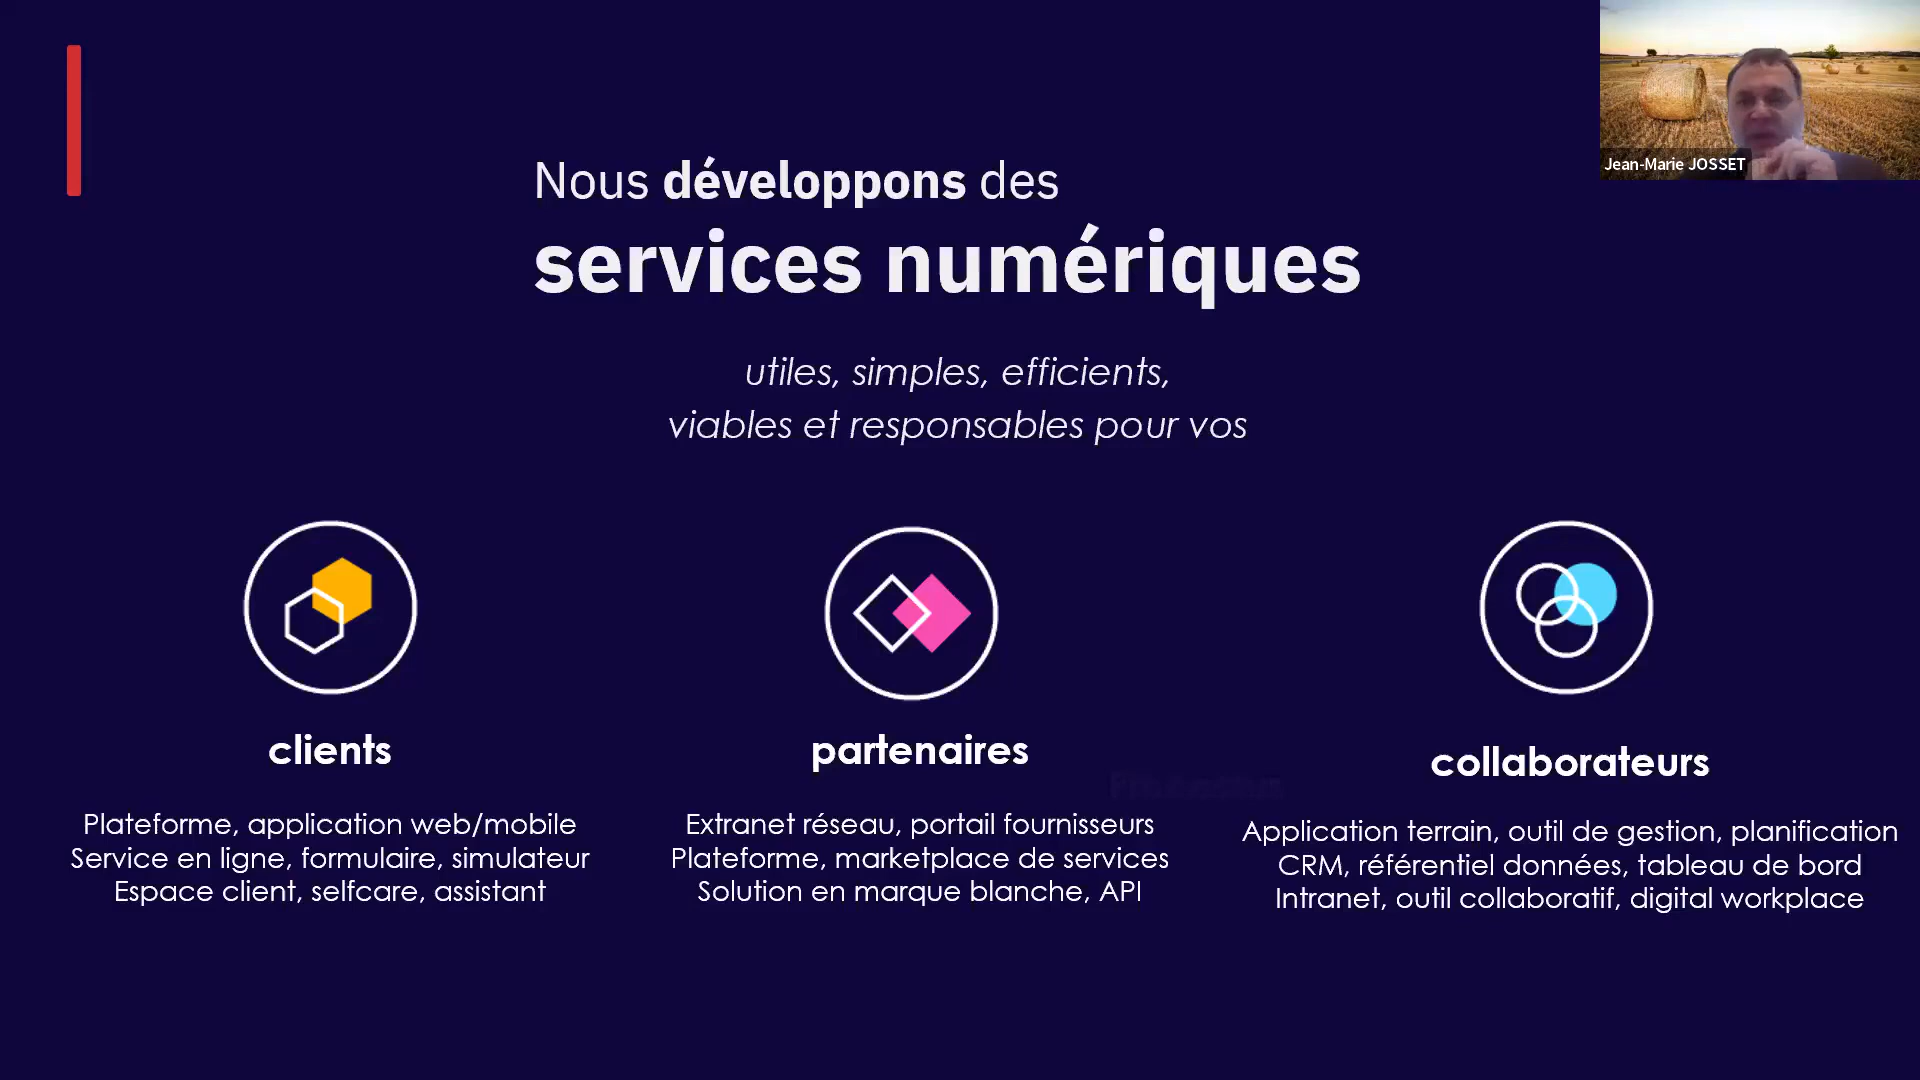 Jean-Marie JOSSET
Nous développons des
services numériques
utiles, simples, efficients,
viables et responsables pour vos
clients
Plateforme, application web/mobile
Service en ligne, formulaire, simulateur
Espace client, selfcare, assistant
partenaires
Extranet réseau, portail fournisseurs
Plateforme, marketplace de services
Solution en marque blanche, API
collaborateurs
Application terrain, outil de gestion, planification
CRM, référentiel données, tableau de bord
Intranet, outil collaboratif, digital workplace